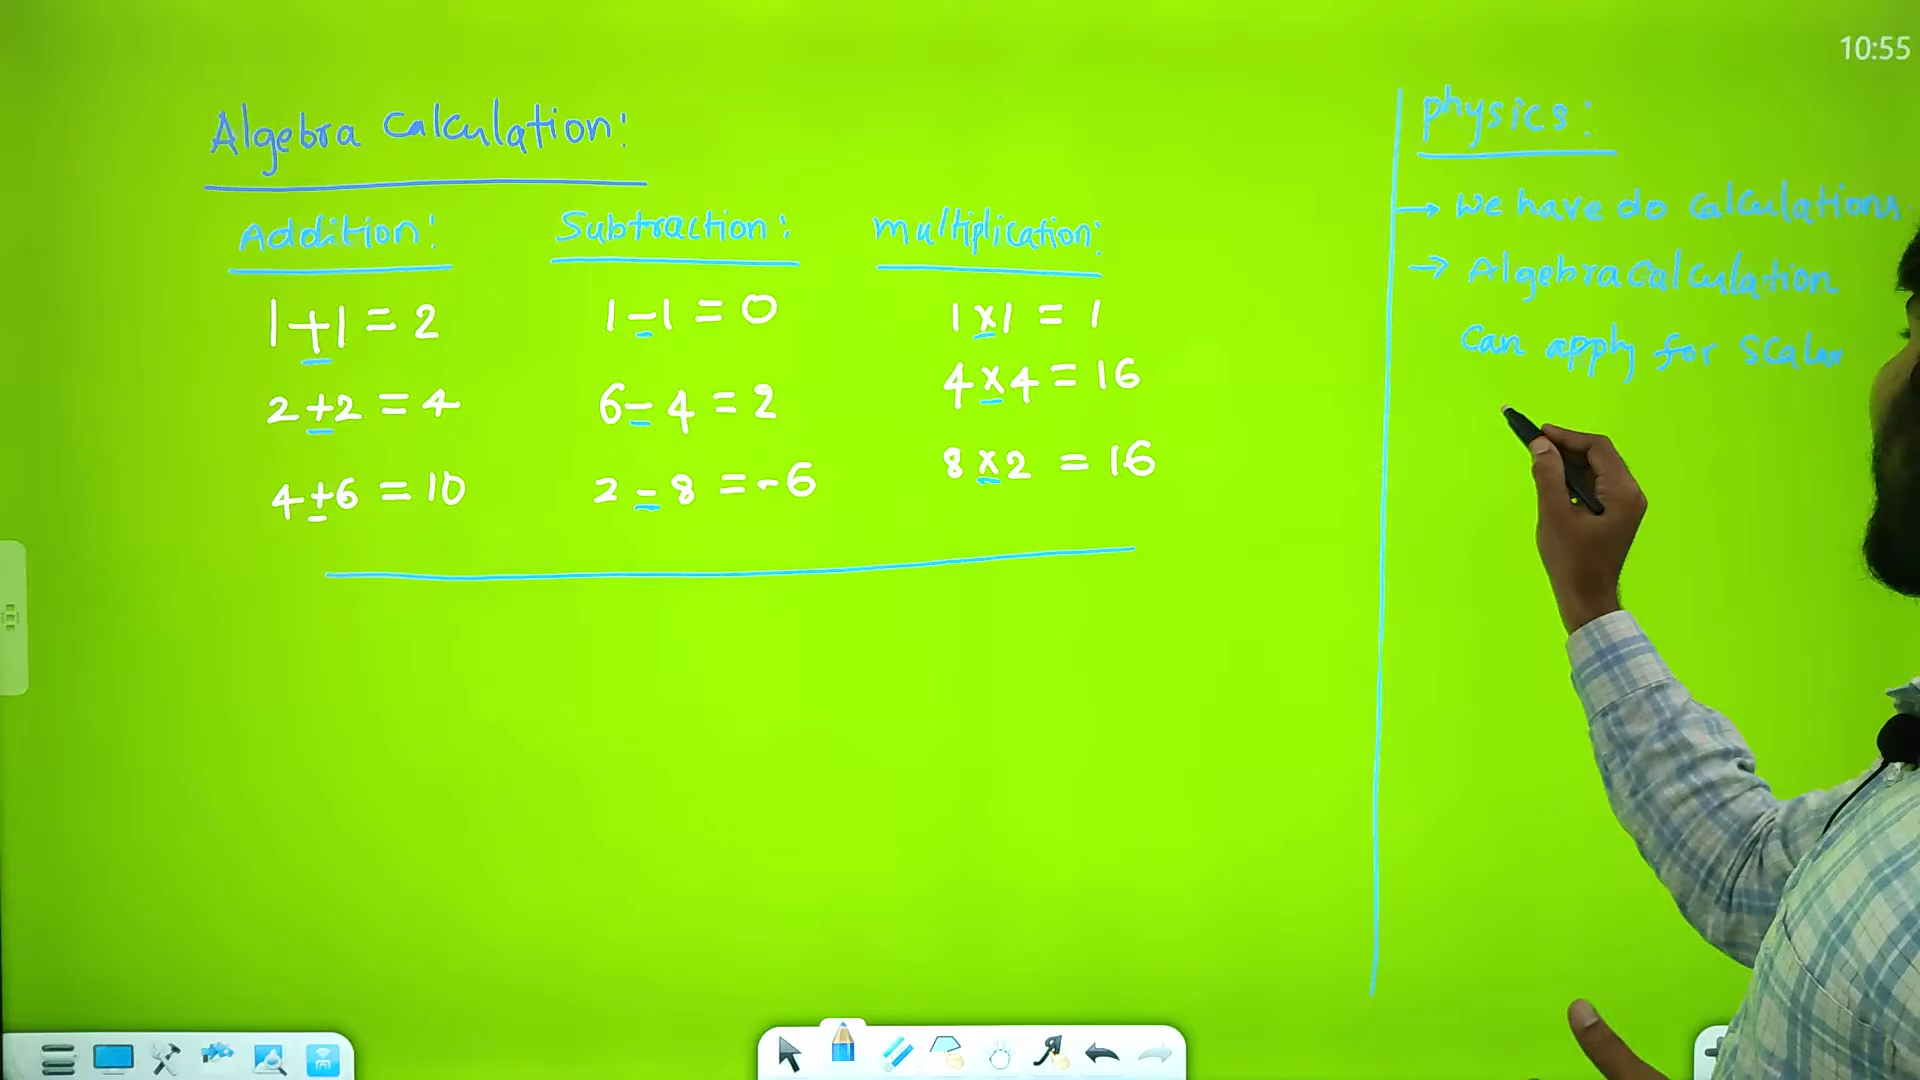 10:55
Algebra Calculation:
Addition:
1+1=2
2+2=4
4+6=10
Subtraction:
1-1=0
6-4=2
2-8=-6
multiplication:
1x1=1
4x4=16
8x2=16
physics:
→ We have do calculations.
→ Algebra Calculation
Can apply for scalar